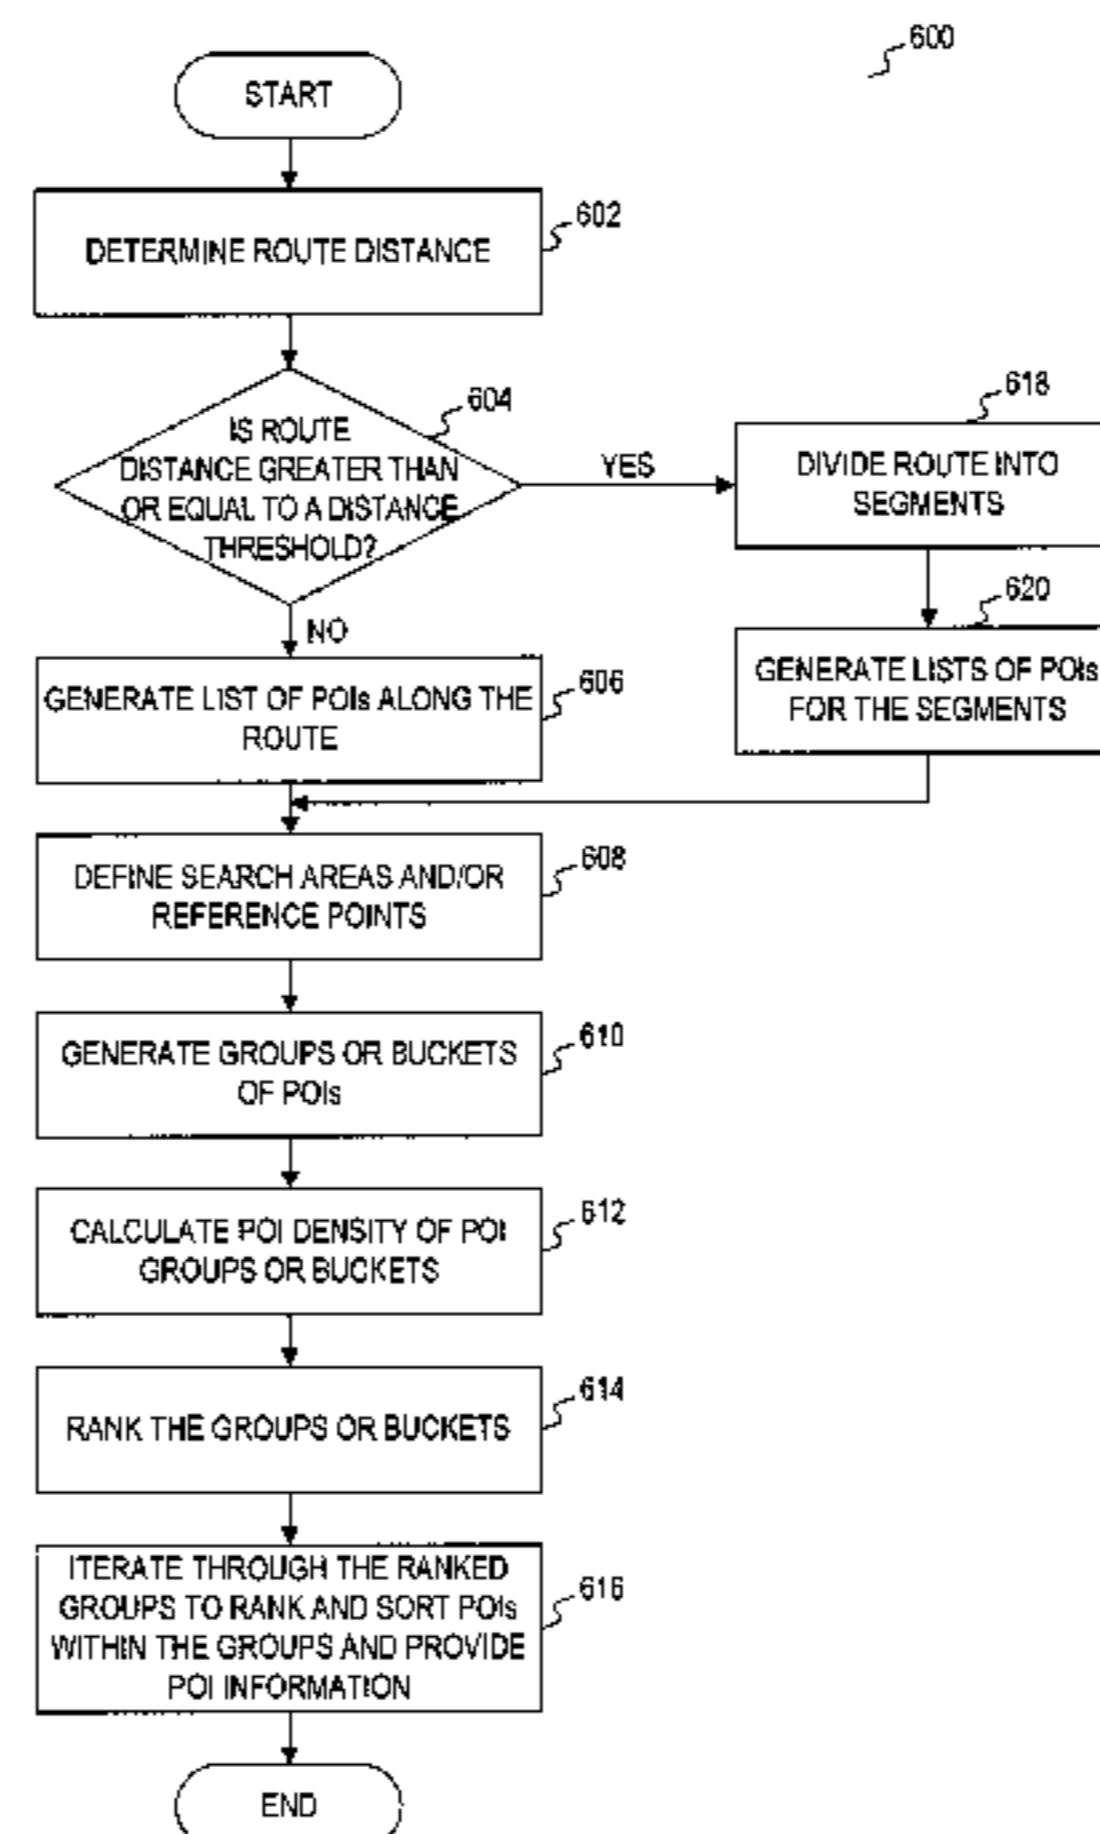 600
START
DETERMINE ROUTE DISTANCE
602
IS ROUTE
DISTANCE GREATER THAN
OR EQUAL TO A DISTANCE
THRESHOLD?
604
YES
618
DIVIDE ROUTE INTO
SEGMENTS
620
GENERATE LISTS OF POIs
FOR THE SEGMENTS
NO
GENERATE LIST OF POIs ALONG THE
ROUTE
606
DEFINE SEARCH AREAS AND/OR
REFERENCE POINTS
608
GENERATE GROUPS OR BUCKETS
OF POIs
610
CALCULATE POI DENSITY OF POI
GROUPS OR BUCKETS
612
RANK THE GROUPS OR BUCKETS
614
ITERATE THROUGH THE RANKED
GROUPS TO RANK AND SORT POIs
WITHIN THE GROUPS AND PROVIDE
POI INFORMATION
616
END